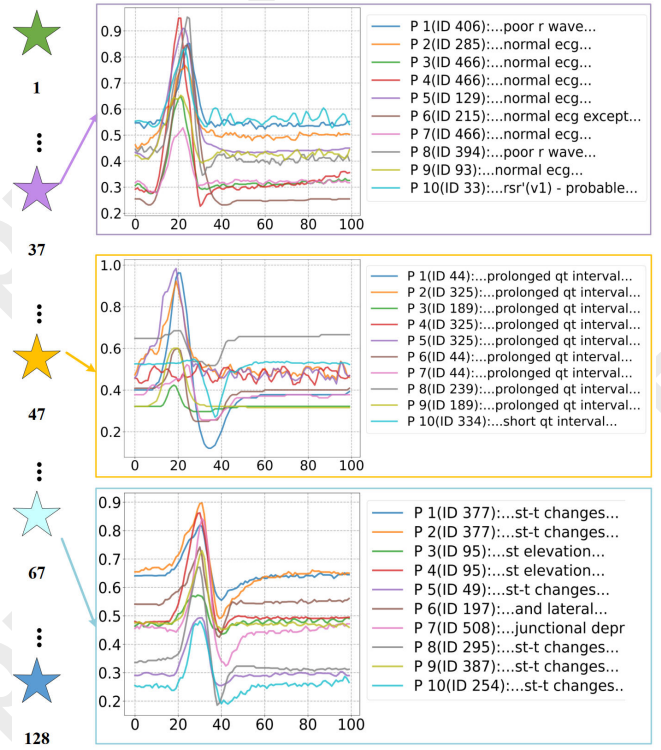 1
37
47
67
128
0.9
0.8
0.7
0.6
0.5
0.4
0.3
0.2
0 20 40 60 80 100
P 1(ID 406):...poor r wave...
P 2(ID 285):...normal ecg...
P 3(ID 466):...normal ecg...
P 4(ID 466):...normal ecg...
P 5(ID 129):...normal ecg...
P 6(ID 215):...normal ecg except...
P 7(ID 466):...normal ecg...
P 8(ID 394):...poor r wave...
P 9(ID 93):...normal ecg...
P 10(ID 33):...rsr'(v1) - probable...
1.0
0.8
0.6
0.4
0.2
0 20 40 60 80 100
P 1(ID 44):...prolonged qt interval...
P 2(ID 325):...prolonged qt interval...
P 3(ID 189):...prolonged qt interval...
P 4(ID 325):...prolonged qt interval...
P 5(ID 325):...prolonged qt interval...
P 6(ID 44):...prolonged qt interval...
P 7(ID 44):...prolonged qt interval...
P 8(ID 239):...prolonged qt interval...
P 9(ID 189):...prolonged qt interval...
P 10(ID 334):...short qt interval...
0.9
0.8
0.7
0.6
0.5
0.4
0.3
0.2
0 20 40 60 80 100
P 1(ID 377):...st-t changes...
P 2(ID 377):...st-t changes...
P 3(ID 95):...st elevation...
P 4(ID 95):...st elevation...
P 5(ID 49):...st-t changes...
P 6(ID 197):...and lateral...
P 7(ID 508):...junctional depr
P 8(ID 295):...st-t changes...
P 9(ID 387):...st-t changes...
P 10(ID 254):...st-t changes..